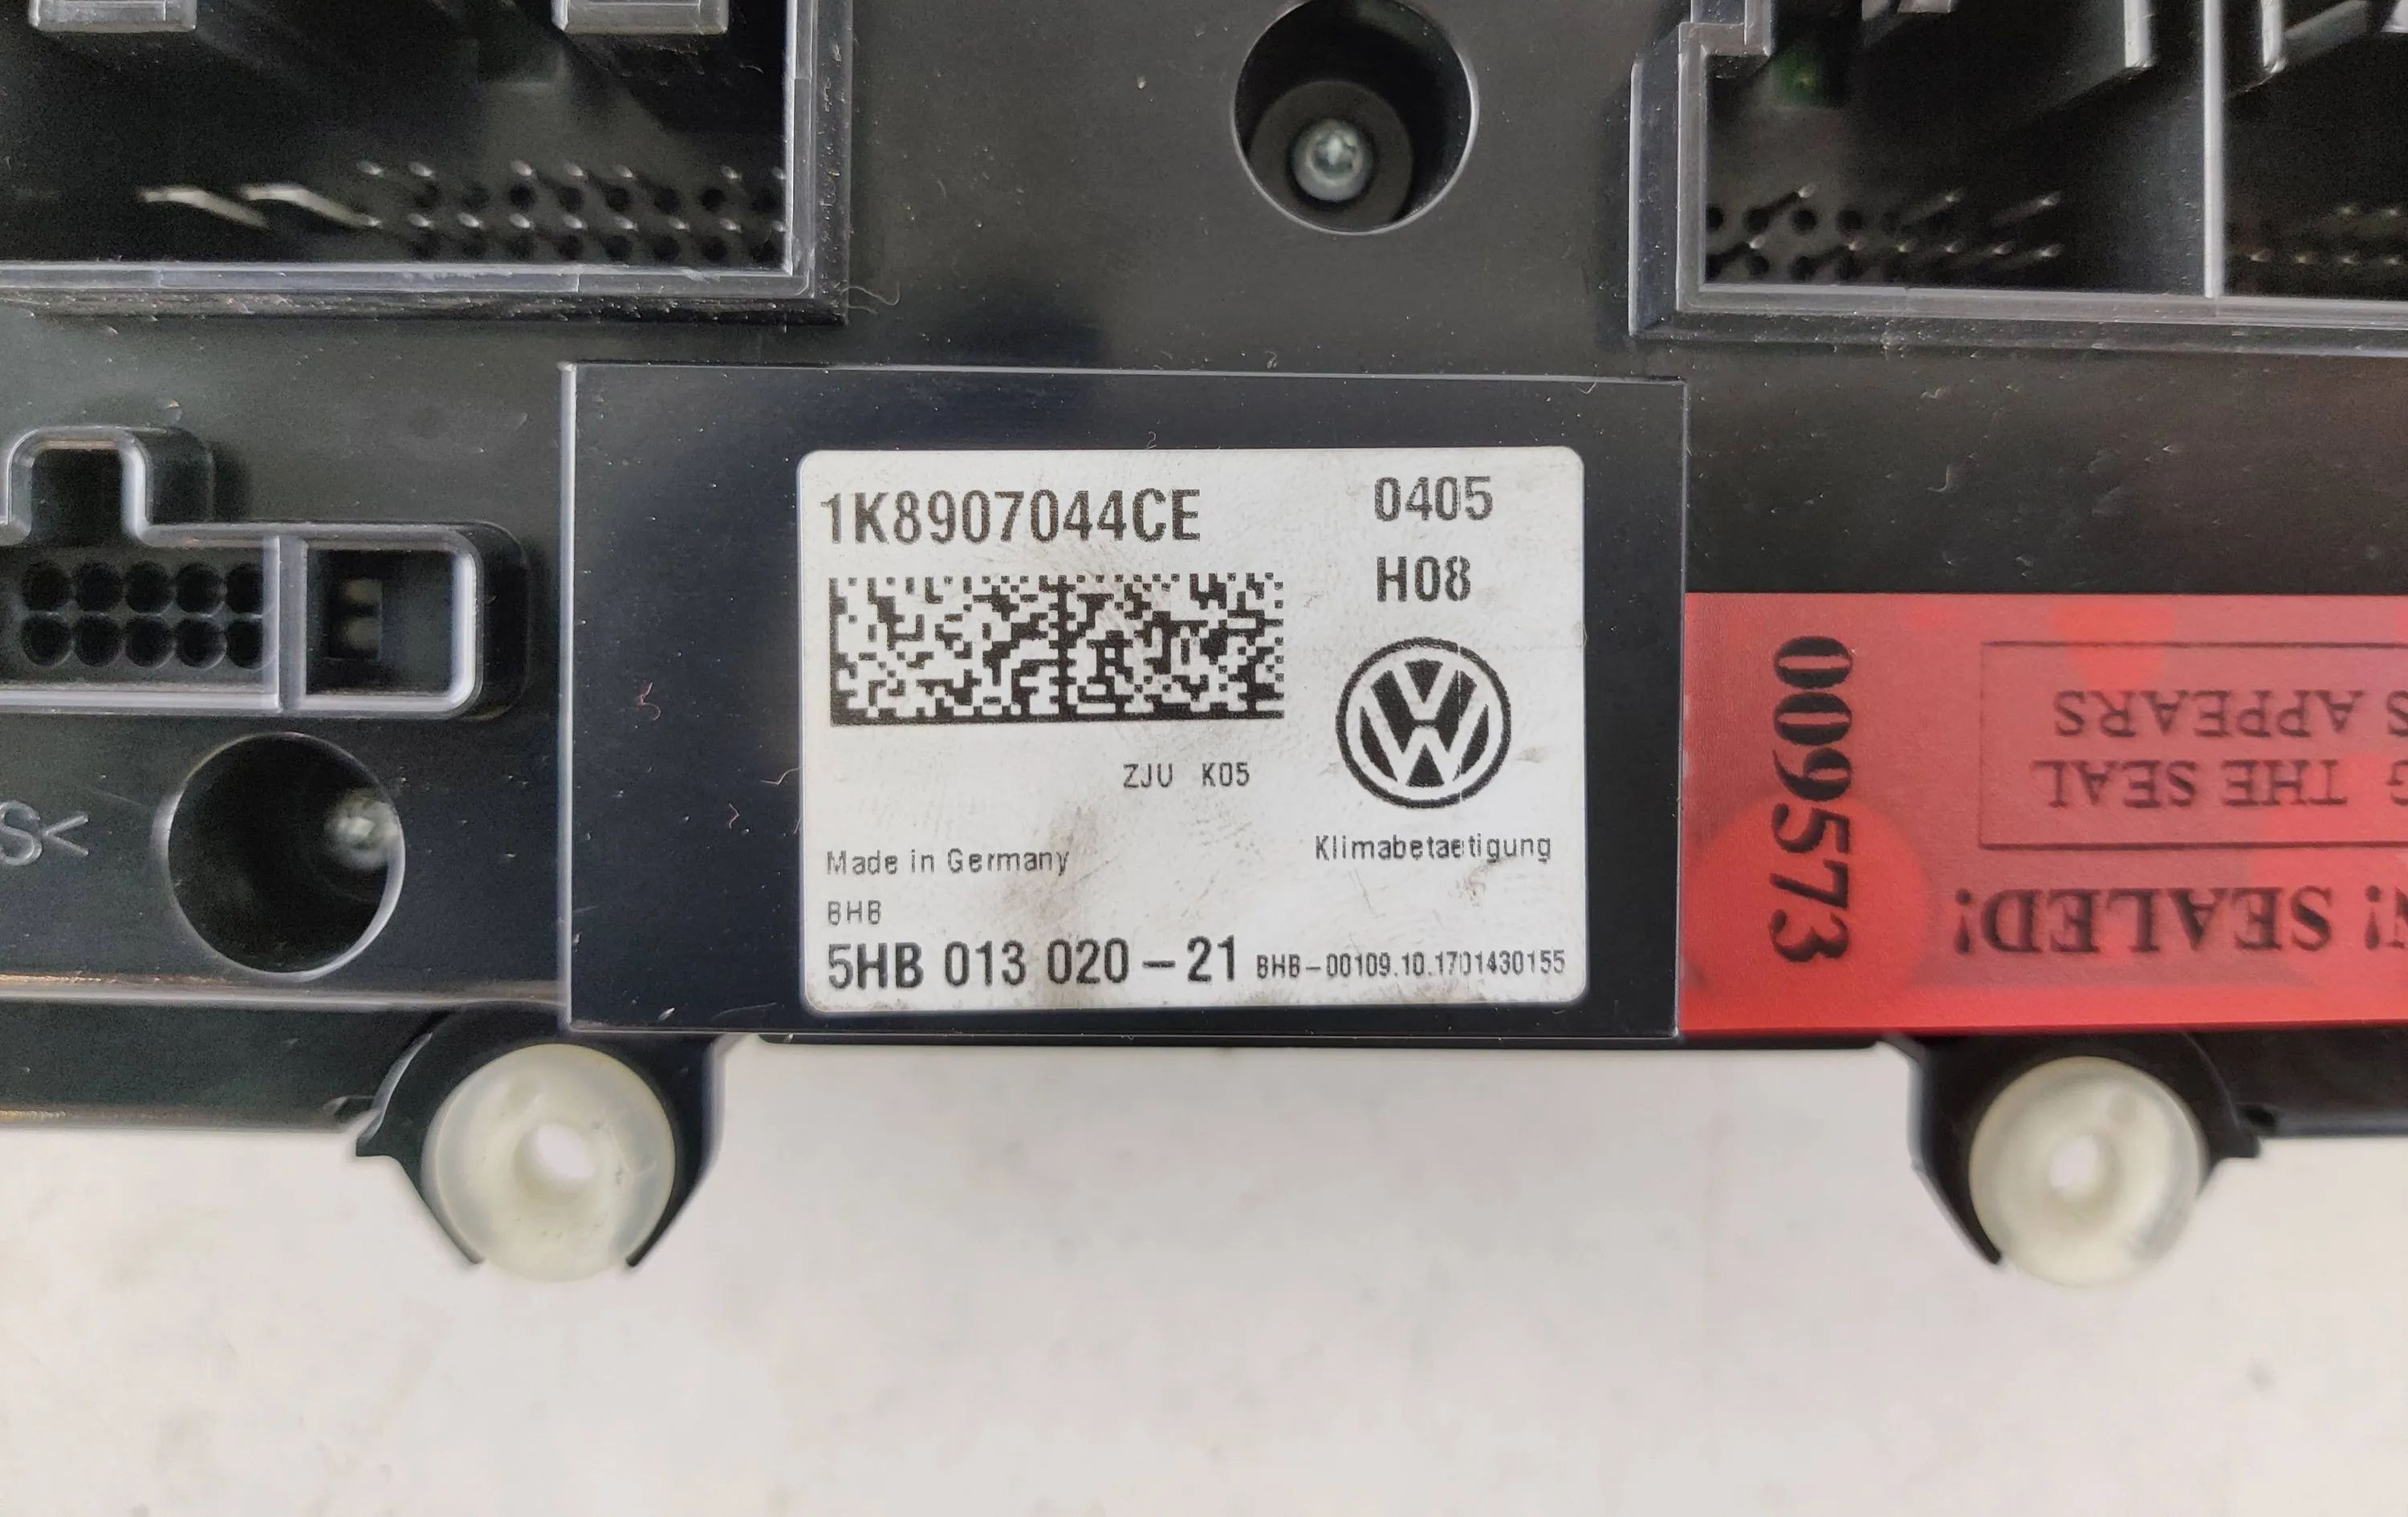 1K8907044CE
0405
H08
ZJU K05
Made in Germany
Klimabetaetigung
BHB
5HB 013 020-21 BHB-00109.10.1701430155
009573
S APPEARS
THE SEAL
! SEALED!
S<